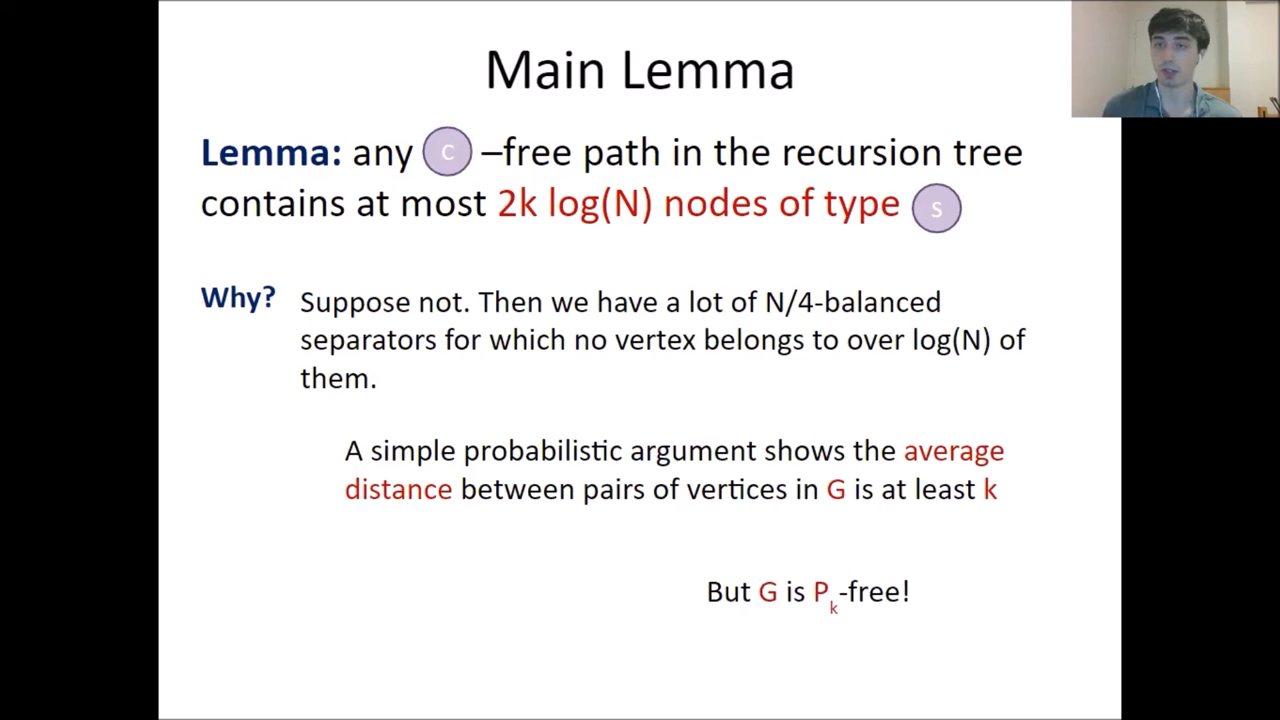 Main Lemma
Lemma: any c –free path in the recursion tree
contains at most 2k log(N) nodes of type s
Why? Suppose not. Then we have a lot of N/4-balanced
separators for which no vertex belongs to over log(N) of
them.
A simple probabilistic argument shows the average
distance between pairs of vertices in G is at least k
But G is Pk-free!